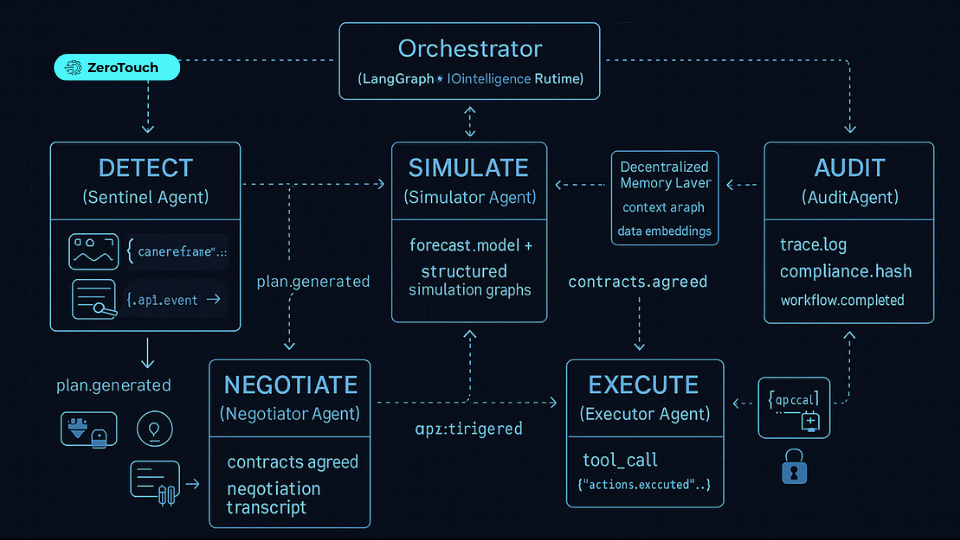 ZeroTouch
Orchestrator
(LangGraph • IOintelligence Rutime)
DETECT
(Sentinel Agent)
{ canereframe".::
{.ap1.event →
plan.generated
SIMULATE
(Simulator Agent)
forecast.model +
structured
simulation graphs
Decentralized
Memory Laver
context araph
data embeddings
AUDIT
(AuditAgent)
trace.log
compliance.hash
workflow.completed
plan.generated
contracts.agreed
NEGOTIATE
(Negotiator Agent)
contracts agreed
neqotiation
transcript
apz:tirigered
EXECUTE
(Executor Agent)
tool_call
{"actions.exccuted"..}
{qpccal]